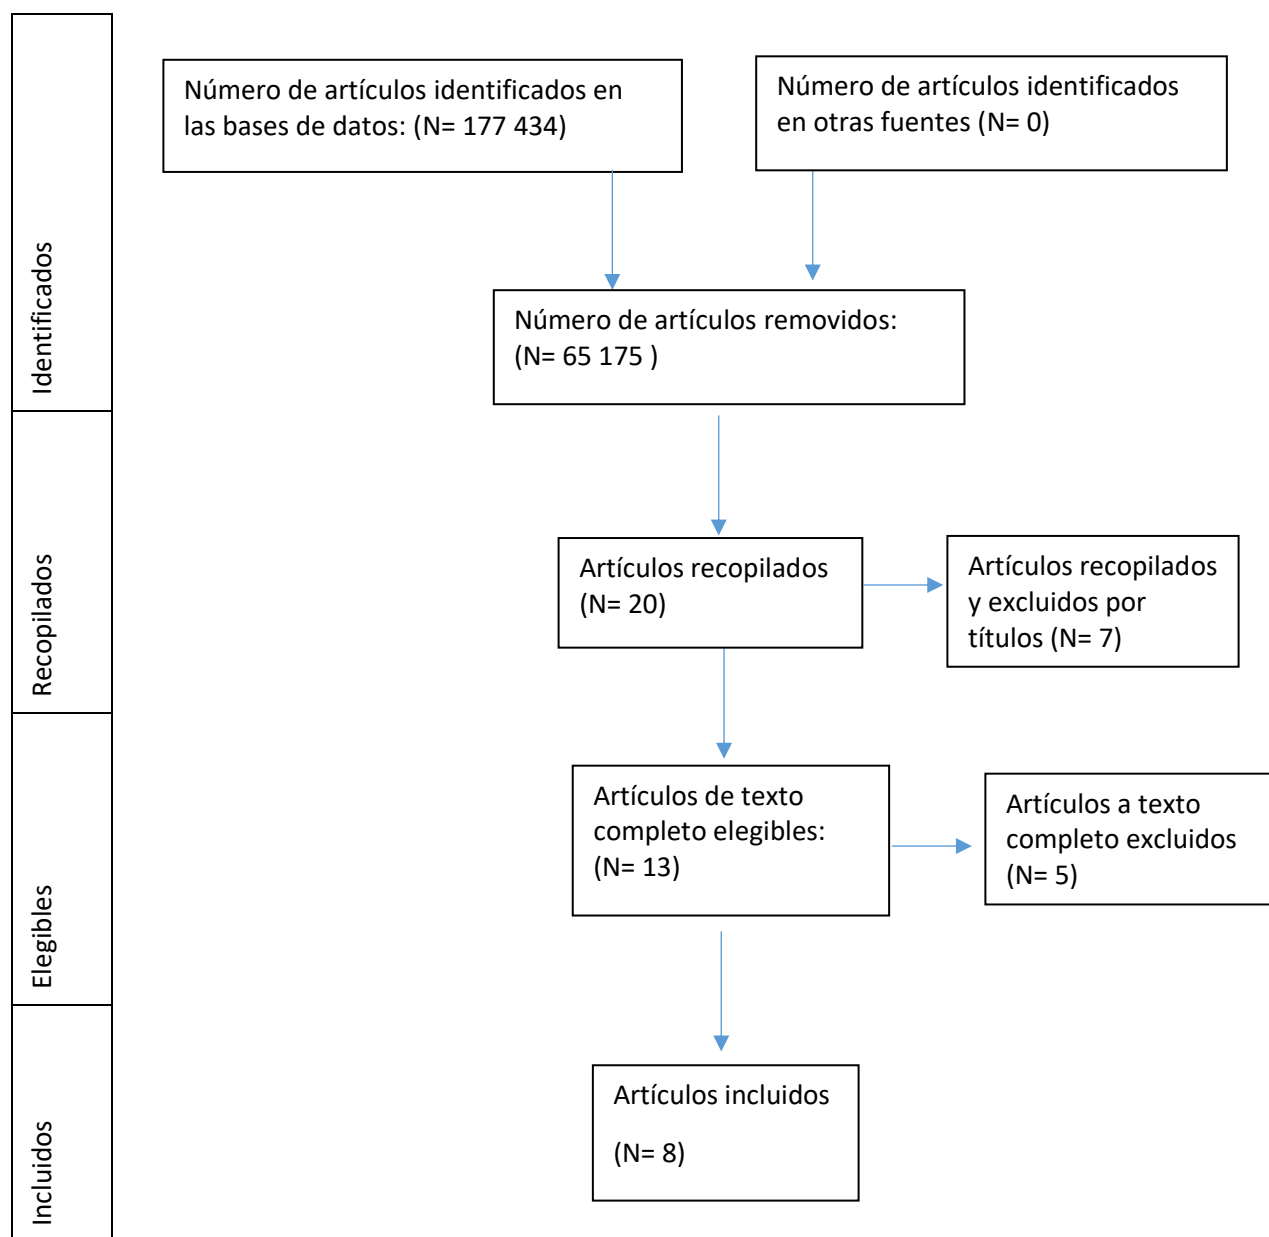 Identificados
Número de artículos identificados en
las bases de datos: (N= 177 434)
Número de artículos identificados
en otras fuentes (N= 0)
Número de artículos removidos:
(N= 65 175 )
Recopilados
Artículos recopilados
(N= 20)
Artículos recopilados
y excluidos por
títulos (N= 7)
Elegibles
Artículos de texto
completo elegibles:
(N= 13)
Artículos a texto
completo excluidos
(N= 5)
Incluidos
Artículos incluidos
(N= 8)